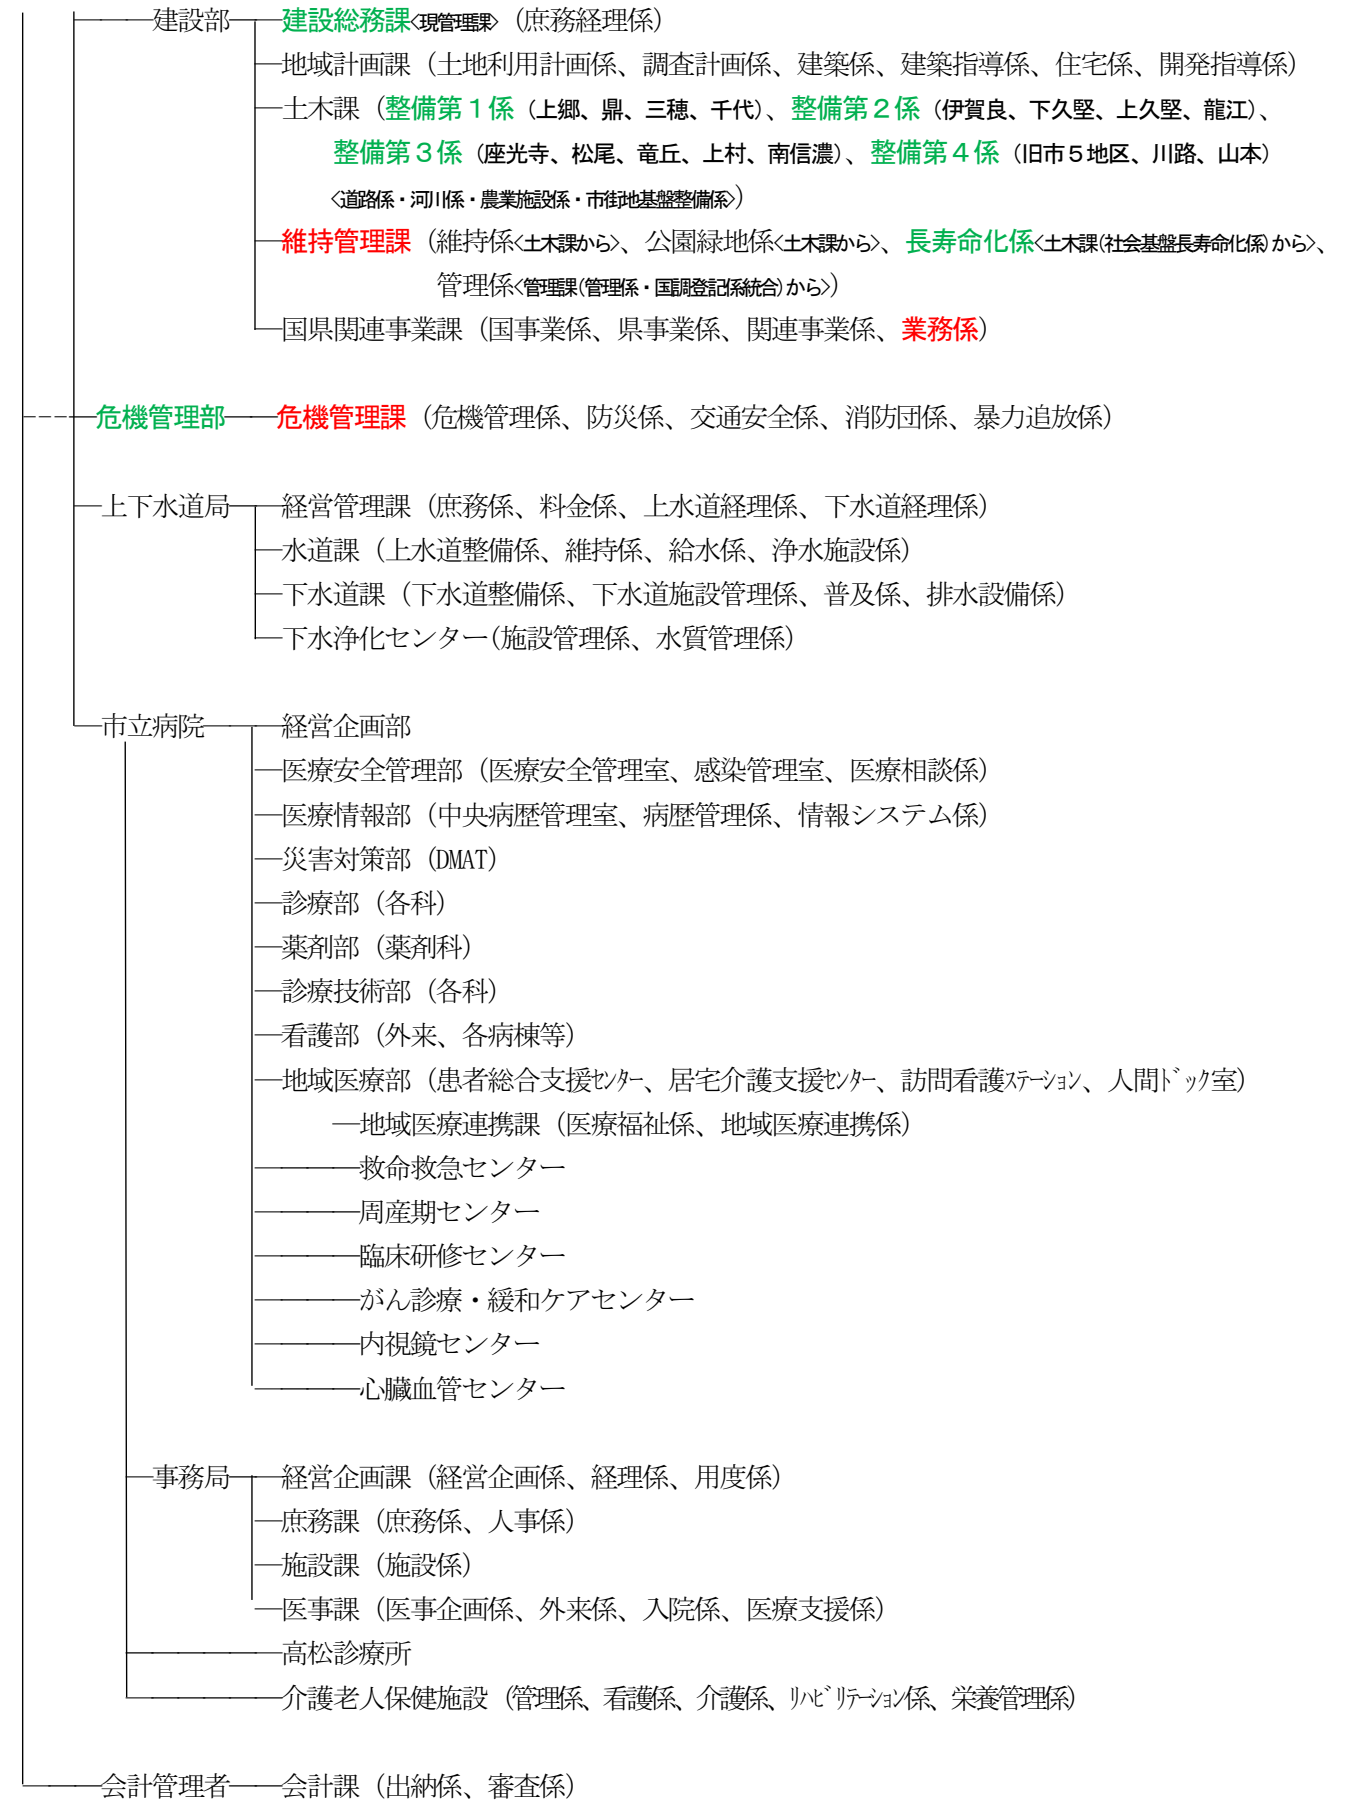 建設部 建設総務課<現管理課>（庶務経理係）
地域計画課（土地利用計画係、調査計画係、建築係、建築指導係、住宅係、開発指導係）
土木課（整備第１係（上郷、鼎、三穂、千代）、整備第２係（伊賀良、下久堅、上久堅、龍江）、
整備第３係（座光寺、松尾、竜丘、上村、南信濃）、整備第４係（旧市５地区、川路、山本）
<道路係・河川係・農業施設係・市街地基盤整備係>）
維持管理課（維持係<土木課から>、公園緑地係<土木課から>、長寿命化係<土木課(社会基盤長寿命化係)から>、
管理係<管理課(管理係・国調登記係統合)から>）
国県関連事業課（国事業係、県事業係、関連事業係、業務係）
危機管理部 危機管理課（危機管理係、防災係、交通安全係、消防団係、暴力追放係）
上下水道局 経営管理課（庶務係、料金係、上水道経理係、下水道経理係）
水道課（上水道整備係、維持係、給水係、浄水施設係）
下水道課（下水道整備係、下水道施設管理係、普及係、排水設備係）
下水浄化センター(施設管理係、水質管理係）
市立病院 経営企画部
医療安全管理部（医療安全管理室、感染管理室、医療相談係）
医療情報部（中央病歴管理室、病歴管理係、情報システム係）
災害対策部（DMAT）
診療部（各科）
薬剤部（薬剤科）
診療技術部（各科）
看護部（外来、各病棟等）
地域医療部（患者総合支援ｾﾝﾀｰ、居宅介護支援ｾﾝﾀｰ、訪問看護ｽﾃｰｼｮﾝ、人間ﾄﾞｯｸ室）
地域医療連携課（医療福祉係、地域医療連携係）
救命救急センター
周産期センター
臨床研修センター
がん診療・緩和ケアセンター
内視鏡センター
心臓血管センター
事務局 経営企画課（経営企画係、経理係、用度係）
庶務課（庶務係、人事係）
施設課（施設係）
医事課（医事企画係、外来係、入院係、医療支援係）
高松診療所
介護老人保健施設（管理係、看護係、介護係、ﾘﾊﾋﾞﾘﾃｰｼｮﾝ係、栄養管理係）
会計管理者 会計課（出納係、審査係）